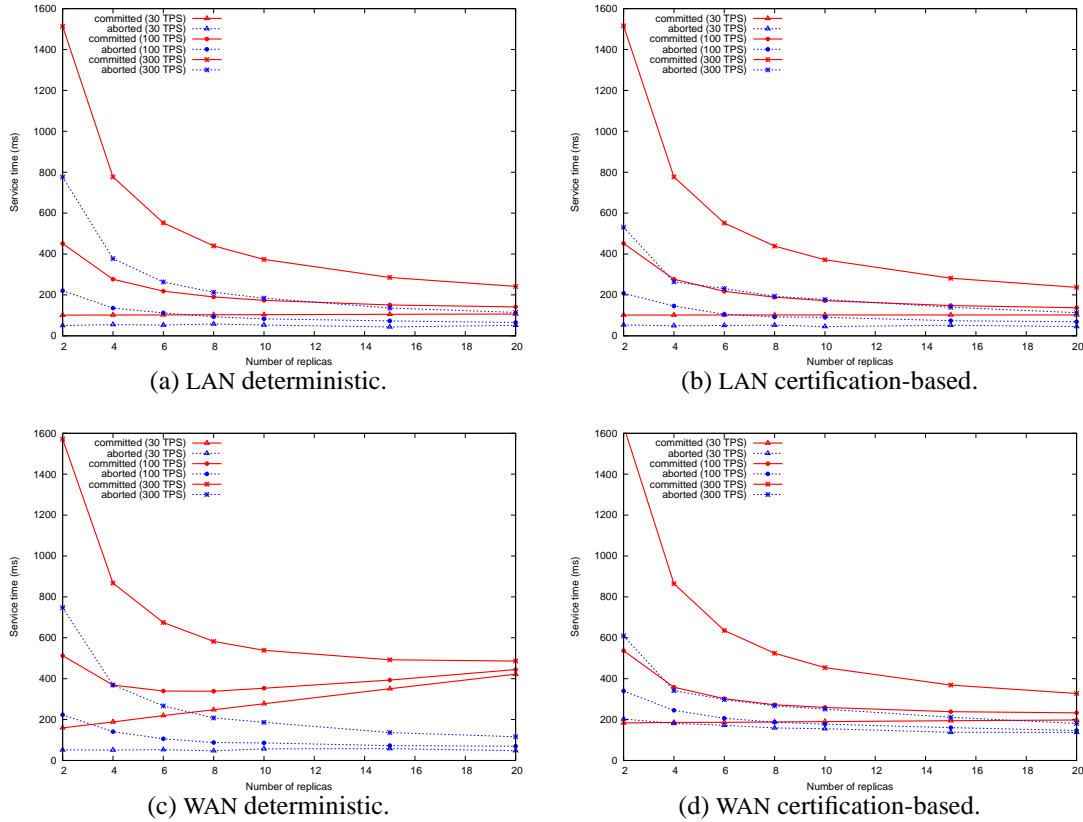 1600
1400
1200
1000
800
600
400
200
0
Service time (ms)
committed (30 TPS)
aborted (30 TPS)
committed (100 TPS)
aborted (100 TPS)
committed (300 TPS)
aborted (300 TPS)
2 4 6 8 10 12 14 16 18 20
Number of replicas
(a) LAN deterministic.
1600
1400
1200
1000
800
600
400
200
0
Service time (ms)
committed (30 TPS)
aborted (30 TPS)
committed (100 TPS)
aborted (100 TPS)
committed (300 TPS)
aborted (300 TPS)
2 4 6 8 10 12 14 16 18 20
Number of replicas
(b) LAN certification-based.
1600
1400
1200
1000
800
600
400
200
0
Service time (ms)
committed (30 TPS)
aborted (30 TPS)
committed (100 TPS)
aborted (100 TPS)
committed (300 TPS)
aborted (300 TPS)
2 4 6 8 10 12 14 16 18 20
Number of replicas
(c) WAN deterministic.
1600
1400
1200
1000
800
600
400
200
0
Service time (ms)
committed (30 TPS)
aborted (30 TPS)
committed (100 TPS)
aborted (100 TPS)
committed (300 TPS)
aborted (300 TPS)
2 4 6 8 10 12 14 16 18 20
Number of replicas
(d) WAN certification-based.